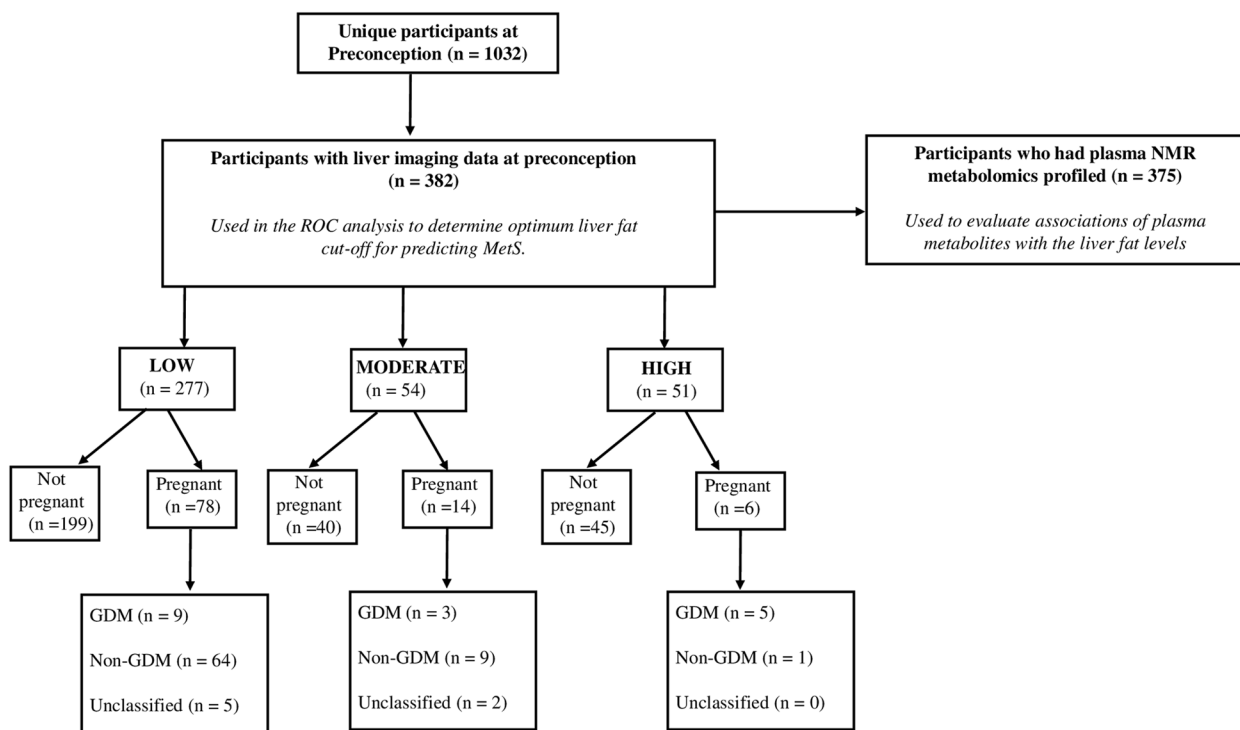 Unique participants at
Preconception (n = 1032)
Participants with liver imaging data at preconception
(n = 382)
Used in the ROC analysis to determine optimum liver fat
cut-off for predicting MetS.
Participants who had plasma NMR
metabolomics profiled (n = 375)
Used to evaluate associations of plasma
metabolites with the liver fat levels
LOW
(n = 277)
MODERATE
(n = 54)
HIGH
(n = 51)
Not
pregnant
(n =199)
Pregnant
(n =78)
Not
pregnant
(n =40)
Pregnant
(n =14)
Not
pregnant
(n =45)
Pregnant
(n =6)
GDM (n = 9)
Non-GDM (n = 64)
Unclassified (n = 5)
GDM (n = 3)
Non-GDM (n = 9)
Unclassified (n = 2)
GDM (n = 5)
Non-GDM (n = 1)
Unclassified (n = 0)